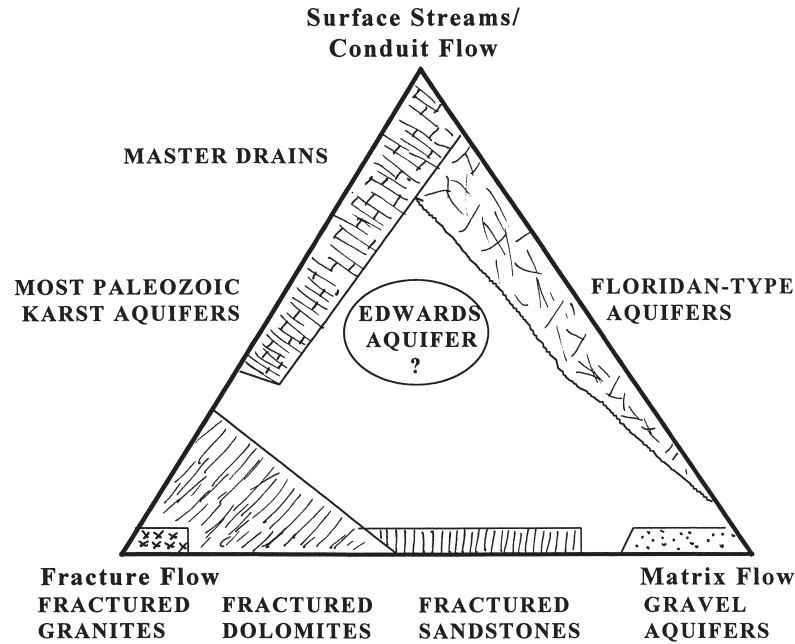 Surface Streams/
Conduit Flow
MASTER DRAINS
MOST PALEOZOIC
KARST AQUIFERS
FLORIDAN-TYPE
AQUIFERS
EDWARDS
AQUIFER
?
Fracture Flow
Matrix Flow
FRACTURED
GRANITES
FRACTURED
DOLOMITES
FRACTURED
SANDSTONES
GRAVEL
AQUIFERS